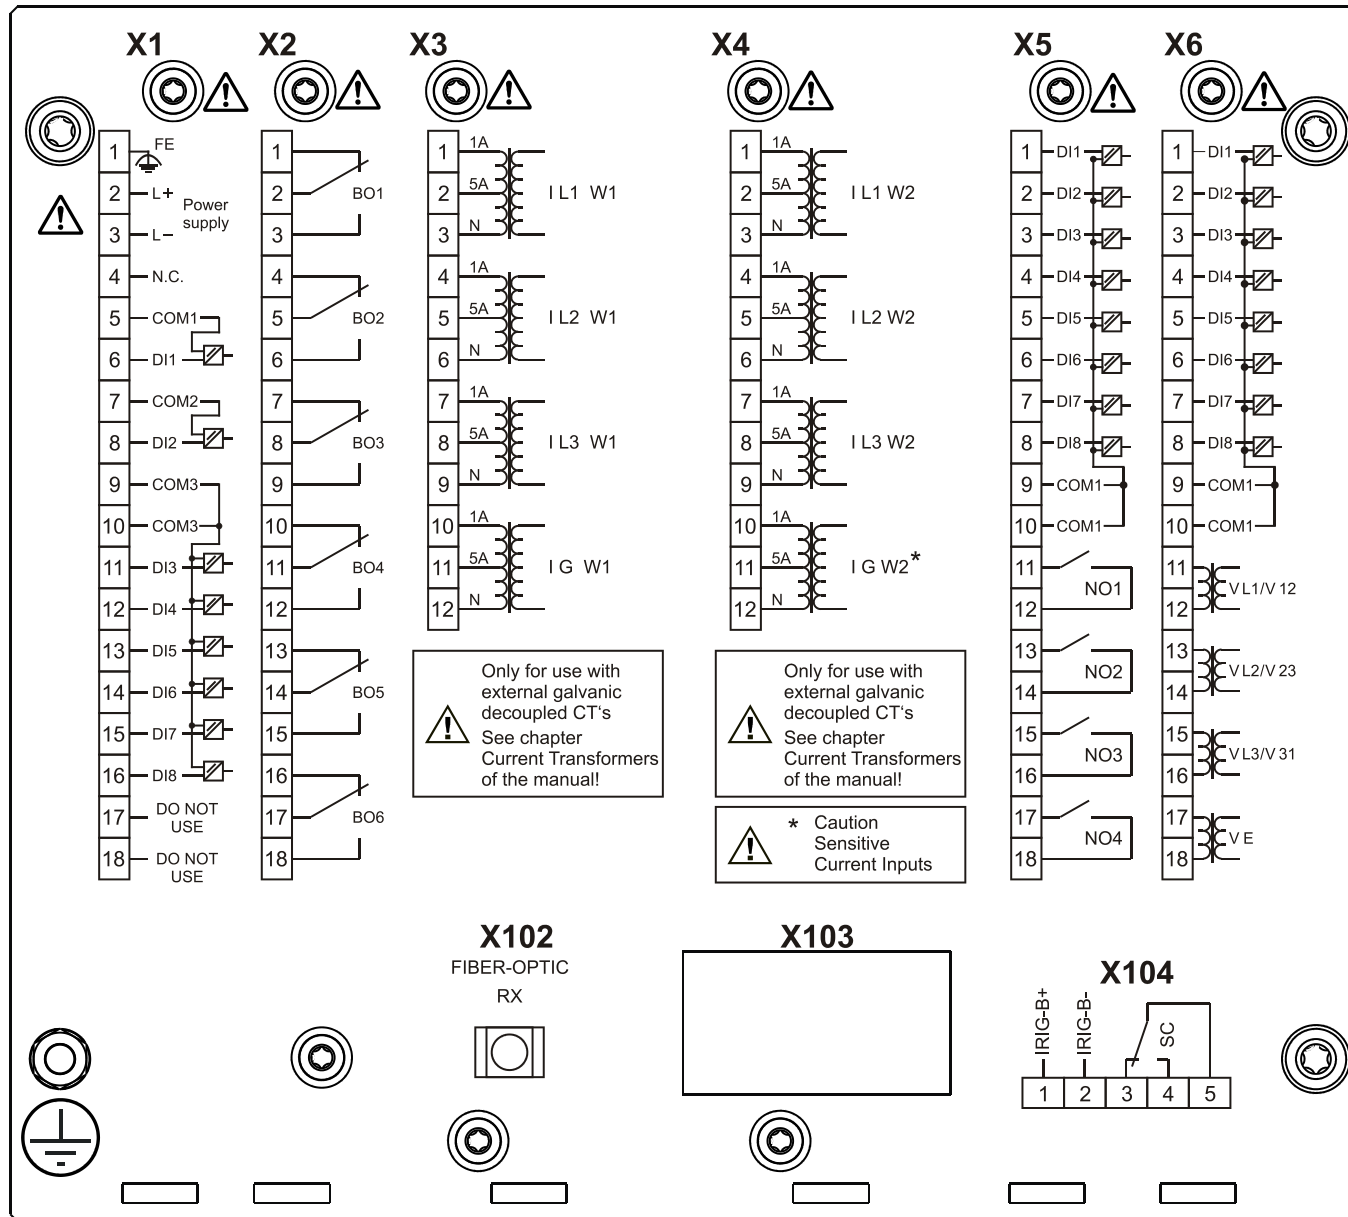 X1
1 FE
2 L+
Power
supply
3 L–
4 N.C.
5 COM1
6 DI1
7 COM2
8 DI2
9 COM3
10 COM3
11 DI3
12 DI4
13 DI5
14 DI6
15 DI7
16 DI8
17 DO NOT
USE
18 DO NOT
USE
X2
1
2 BO1
3
4
5 BO2
6
7
8 BO3
9
10
11 BO4
12
13
14 BO5
15
16
17 BO6
18
X3
1 1A
2 5A I L1 W1
3 N
4 1A
5 5A I L2 W1
6 N
7 1A
8 5A I L3 W1
9 N
10 1A
11 5A I G W1
12 N
Only for use with
external galvanic
decoupled CT‘s
See chapter
Current Transformers
of the manual!
X4
1 1A
2 5A I L1 W2
3 N
4 1A
5 5A I L2 W2
6 N
7 1A
8 5A I L3 W2
9 N
10 1A
11 5A I G W2*
12 N
Only for use with
external galvanic
decoupled CT‘s
See chapter
Current Transformers
of the manual!
* Caution
Sensitive
Current Inputs
X5
1 DI1
2 DI2
3 DI3
4 DI4
5 DI5
6 DI6
7 DI7
8 DI8
9 COM1
10 COM1
11
NO1
12
13
NO2
14
15
NO3
16
17
NO4
18
X6
1 DI1
2 DI2
3 DI3
4 DI4
5 DI5
6 DI6
7 DI7
8 DI8
9 COM1
10 COM1
11
V L1/V 12
12
13
V L2/V 23
14
15
V L3/V 31
16
17
V E
18
X102
FIBER-OPTIC
RX
X103
X104
IRIG-B+
IRIG-B-
SC
1 2 3 4 5